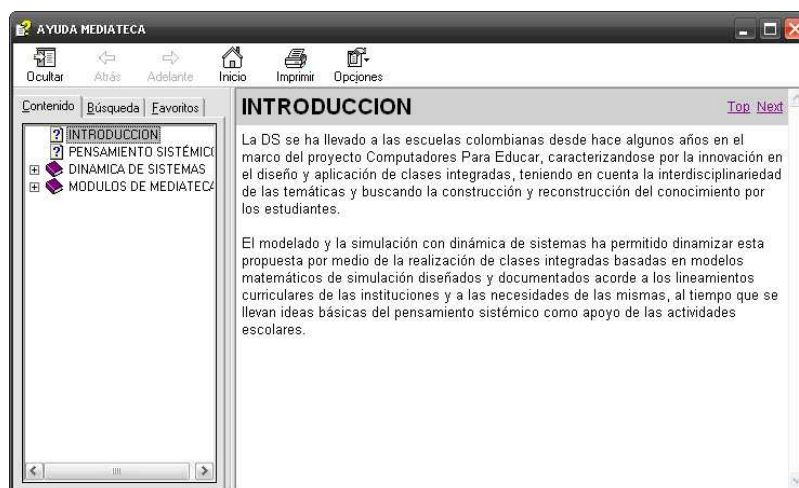 AYUDA MEDIATECA
Ocultar Atrás Adelante Inicio Imprimir Opciones
Contenido Búsqueda Favoritos
INTRODUCCION
PENSAMIENTO SISTÉMIC
DINAMICA DE SISTEMAS
MODULOS DE MEDIATECA
INTRODUCCION
Top Next
La DS se ha llevado a las escuelas colombianas desde hace algunos años en el
marco del proyecto Computadores Para Educar, caracterizandose por la innovación en
el diseño y aplicación de clases integradas, teniendo en cuenta la interdisciplinariedad
de las temáticas y buscando la construcción y reconstrucción del conocimiento por
los estudiantes.
El modelado y la simulación con dinámica de sistemas ha permitido dinamizar esta
propuesta por medio de la realización de clases integradas basadas en modelos
matemáticos de simulación diseñados y documentados acorde a los lineamientos
curriculares de las instituciones y a las necesidades de las mismas, al tiempo que se
llevan ideas básicas del pensamiento sistémico como apoyo de las actividades
escolares.